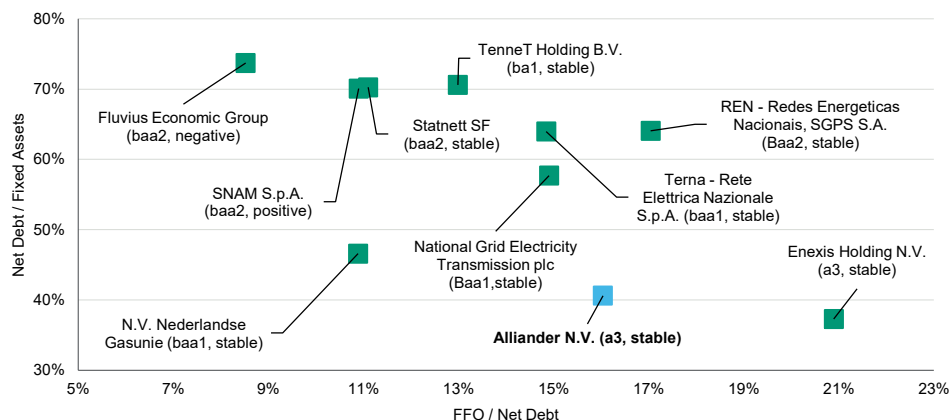 80%
70%
60%
50%
40%
30%
Net Debt / Fixed Assets
TenneT Holding B.V.
(ba1, stable)
Fluvius Economic Group
(baa2, negative)
Statnett SF
(baa2, stable)
REN - Redes Energeticas
Nacionais, SGPS S.A.
(Baa2, stable)
SNAM S.p.A.
(baa2, positive)
Terna - Rete
Elettrica Nazionale
S.p.A. (baa1, stable)
National Grid Electricity
Transmission plc
(Baa1,stable)
Enexis Holding N.V.
(a3, stable)
N.V. Nederlandse
Gasunie (baa1, stable)
Alliander N.V. (a3, stable)
5%
7%
9%
11%
13%
15%
17%
19%
21%
23%
FFO / Net Debt